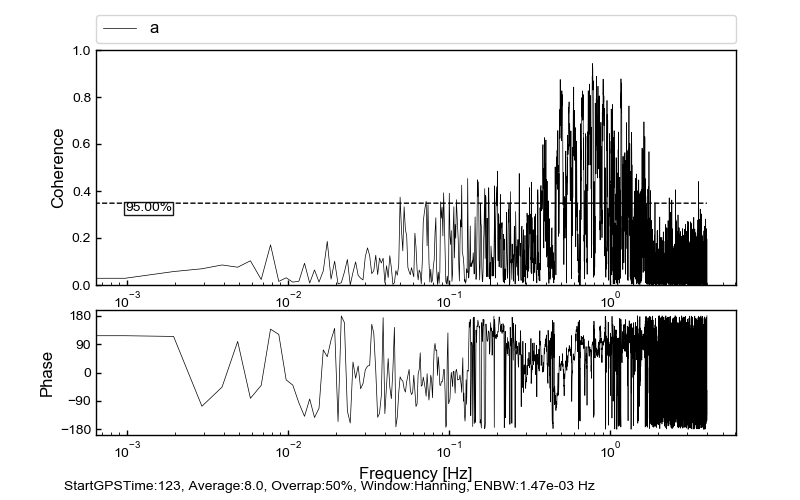 a
1.0
0.8
0.6
0.4
0.2
0.0
Coherence
95.00%
10⁻³ 10⁻² 10⁻¹ 10⁰
180
90
0
−90
−180
Phase
10⁻³ 10⁻² 10⁻¹ 10⁰
Frequency [Hz]
StartGPSTime:123, Average:8.0, Overrap:50%, Window:Hanning, ENBW:1.47e-03 Hz